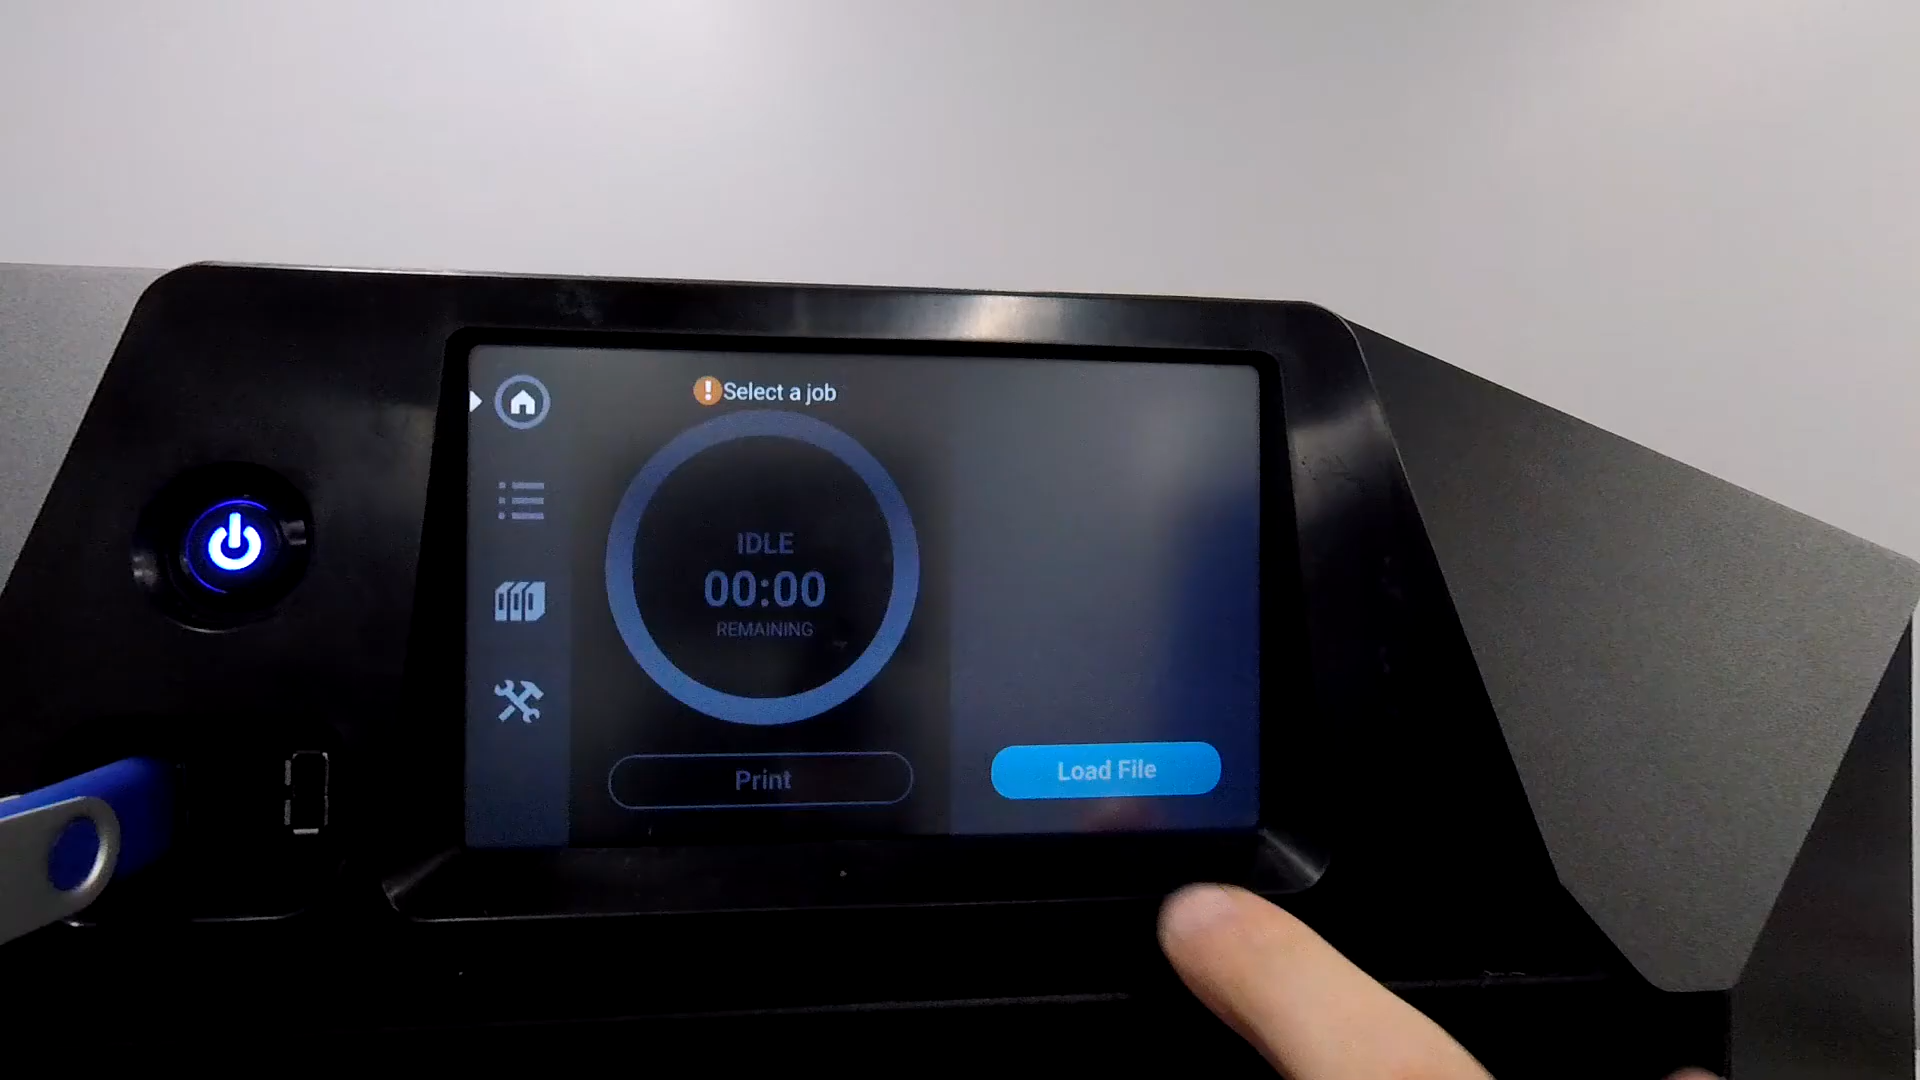 Select a job
IDLE
00:00
REMAINING
Print
Load File